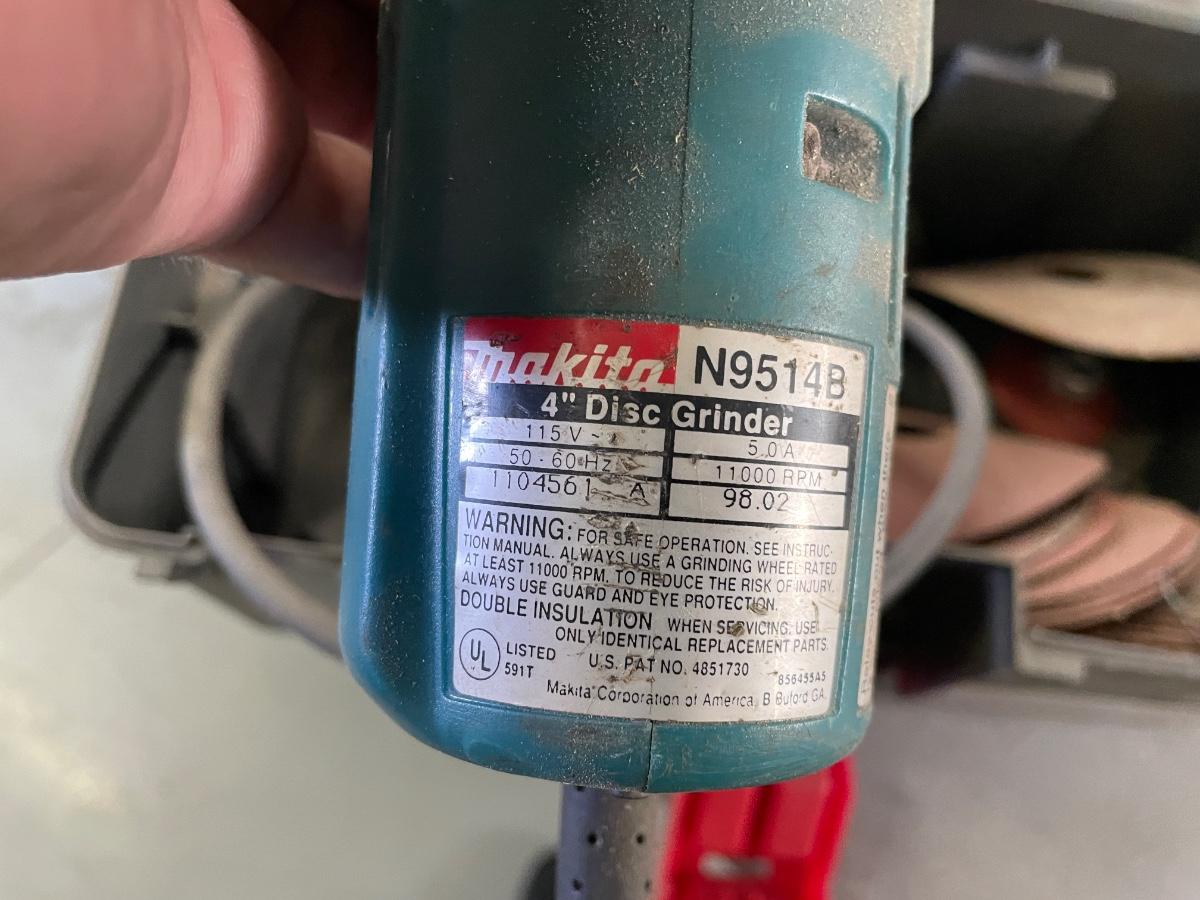 makita N9514B
4" Disc Grinder
115 V ~ 5.0 A
50 - 60 Hz 11000 RPM
1104561 A 98.02
WARNING: FOR SAFE OPERATION. SEE INSTRUC-
TION MANUAL. ALWAYS USE A GRINDING WHEEL RATED
AT LEAST 11000 RPM. TO REDUCE THE RISK OF INJURY,
ALWAYS USE GUARD AND EYE PROTECTION.
DOUBLE INSULATION WHEN SERVICING, USE
ONLY IDENTICAL REPLACEMENT PARTS.
UL LISTED
591T
U.S. PAT NO. 4851730
856455A5
Makita Corporation of America, B Buford GA.